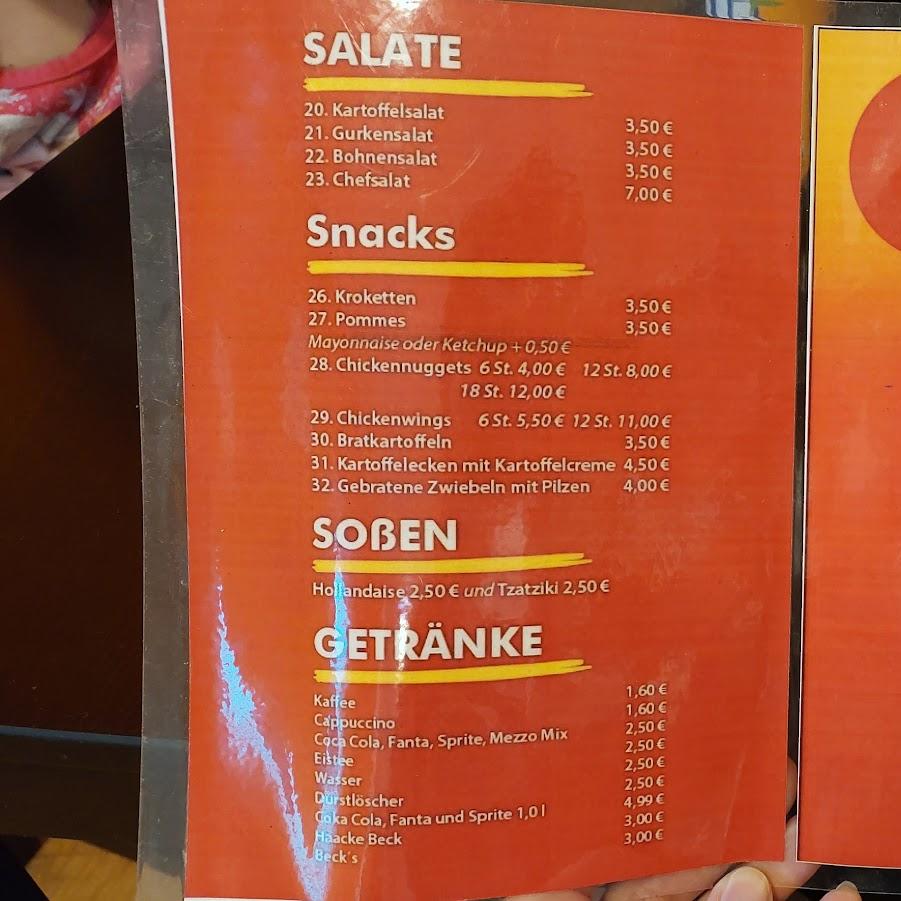 SALATE
20. Kartoffelsalat 3,50 €
21. Gurkensalat 3,50 €
22. Bohnensalat 3,50 €
23. Chefsalat 7,00 €
Snacks
26. Kroketten 3,50 €
27. Pommes 3,50 €
Mayonnaise oder Ketchup + 0,50 €
28. Chickennuggets 6 St. 4,00 € 12 St. 8,00 €
18 St. 12,00 €
29. Chickenwings 6 St. 5,50 € 12 St. 11,00 €
30. Bratkartoffeln 3,50 €
31. Kartoffelecken mit Kartoffelcreme 4,50 €
32. Gebratene Zwiebeln mit Pilzen 4,00 €
SOßEN
Hollandaise 2,50 € und Tzatziki 2,50 €
GETRÄNKE
Kaffee 1,60 €
Cappuccino 1,60 €
Coca Cola, Fanta, Sprite, Mezzo Mix 2,50 €
Eistee 2,50 €
Wasser 2,50 €
Durstlöscher 2,50 €
Coka Cola, Fanta und Sprite 1,0 l 4,99 €
Haacke Beck 3,00 €
Beck´s 3,00 €